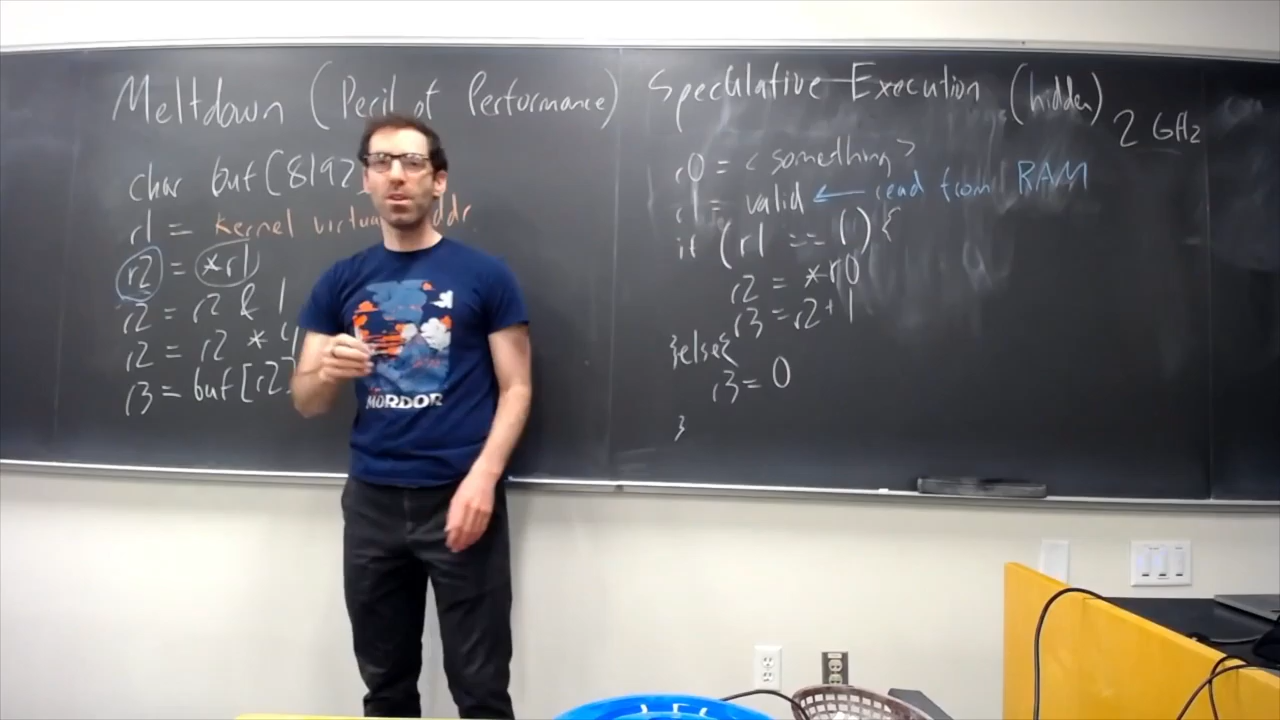 Meltdown (Peril of Performance)
char buf[8192
r1 = kernel virtual addr.
r2 = *r1
r2 = r2 & 1
r2 = r2 * 4
r3 = buf[r2]
Speculative Execution (hidden)
2 GHz
r0 = <something>
r1 = valid ← read from RAM
if (r1 == 1) {
r2 = *r0
r3 = r2+1
}else{
r3 = 0
}
MORDOR